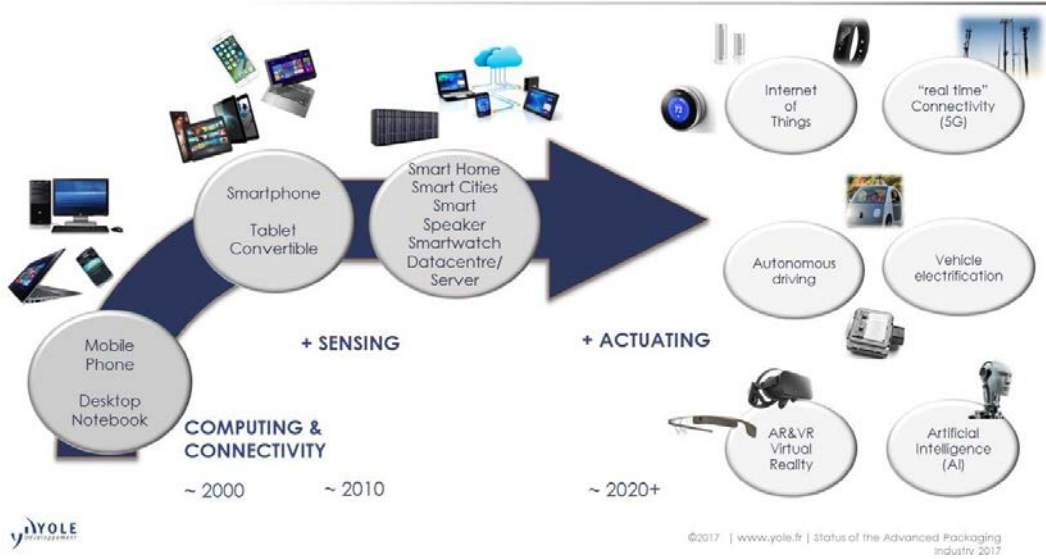 Internet
of
Things
"real time"
Connectivity
(5G)
Smartphone
Tablet
Convertible
Smart Home
Smart Cities
Smart
Speaker
Smartwatch
Datacentre/
Server
Autonomous
driving
Vehicle
electrification
Mobile
Phone
Desktop
Notebook
+ SENSING
+ ACTUATING
COMPUTING &
CONNECTIVITY
AR&VR
Virtual
Reality
Artificial
Intelligence
(AI)
~ 2000
~ 2010
~ 2020+
YOLE
développement
©2017 | www.yole.fr | Status of the Advanced Packaging
Industry 2017